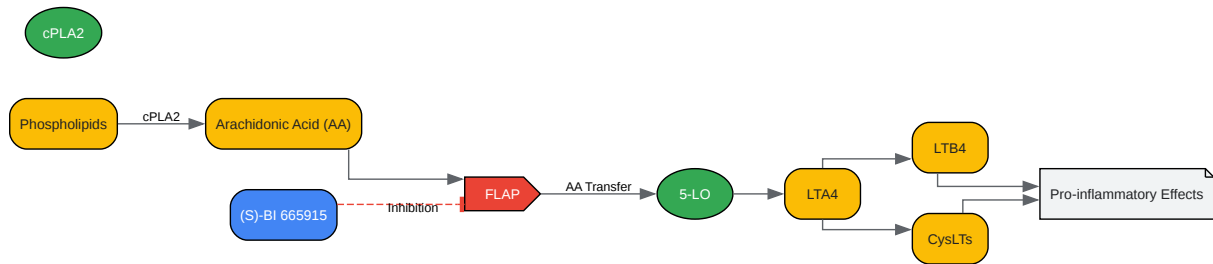 cPLA2
Phospholipids
cPLA2
Arachidonic Acid (AA)
(S)-BI 665915
Inhibition
FLAP
AA Transfer
5-LO
LTA4
LTB4
CysLTs
Pro-inflammatory Effects